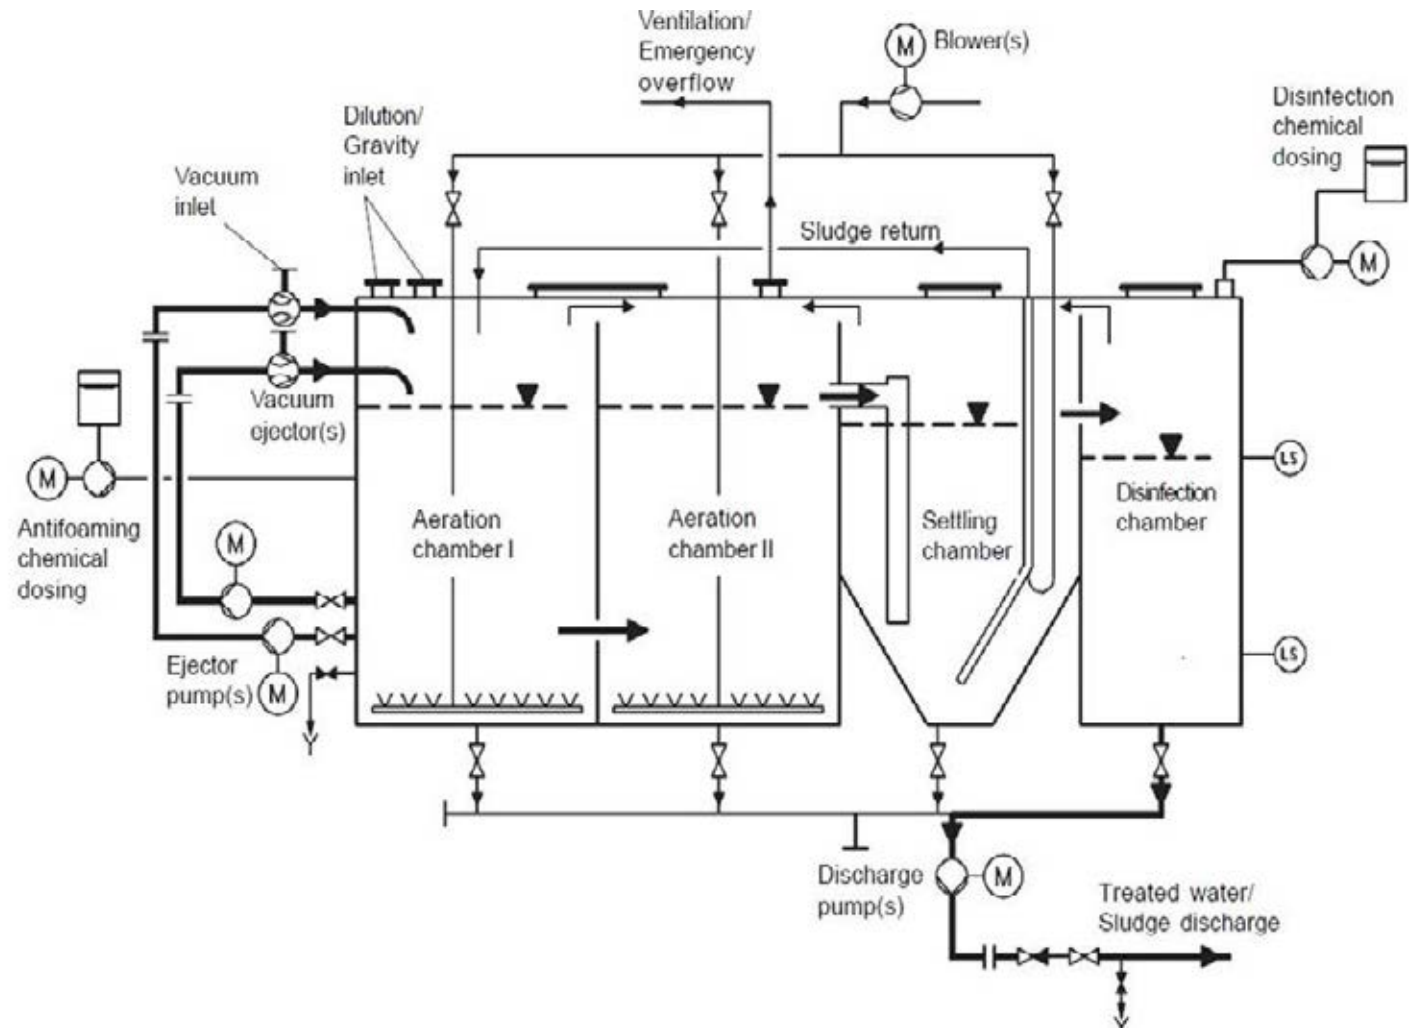 Ventilation/
Emergency
overflow
M
Blower(s)
Disinfection
chemical
dosing
Dilution/
Gravity
inlet
Vacuum
inlet
Sludge return
M
Vacuum
ejector(s)
M
Antifoaming
chemical
dosing
Aeration
chamber I
Aeration
chamber II
Settling
chamber
Disinfection
chamber
LS
M
Ejector
pump(s)
M
LS
Discharge
pump(s)
M
Treated water/
Sludge discharge